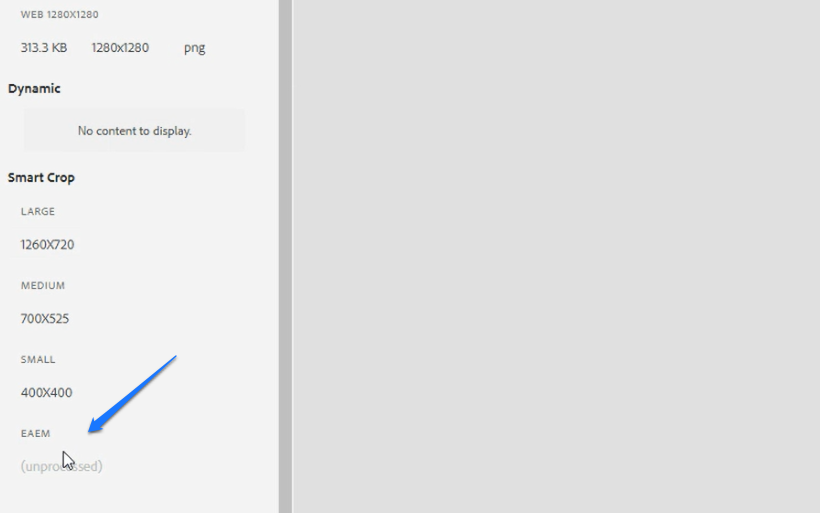 WEB 1280X1280
313.3 KB 1280x1280 png
Dynamic
No content to display.
Smart Crop
LARGE
1260X720
MEDIUM
700X525
SMALL
400X400
EAEM
(unprocessed)